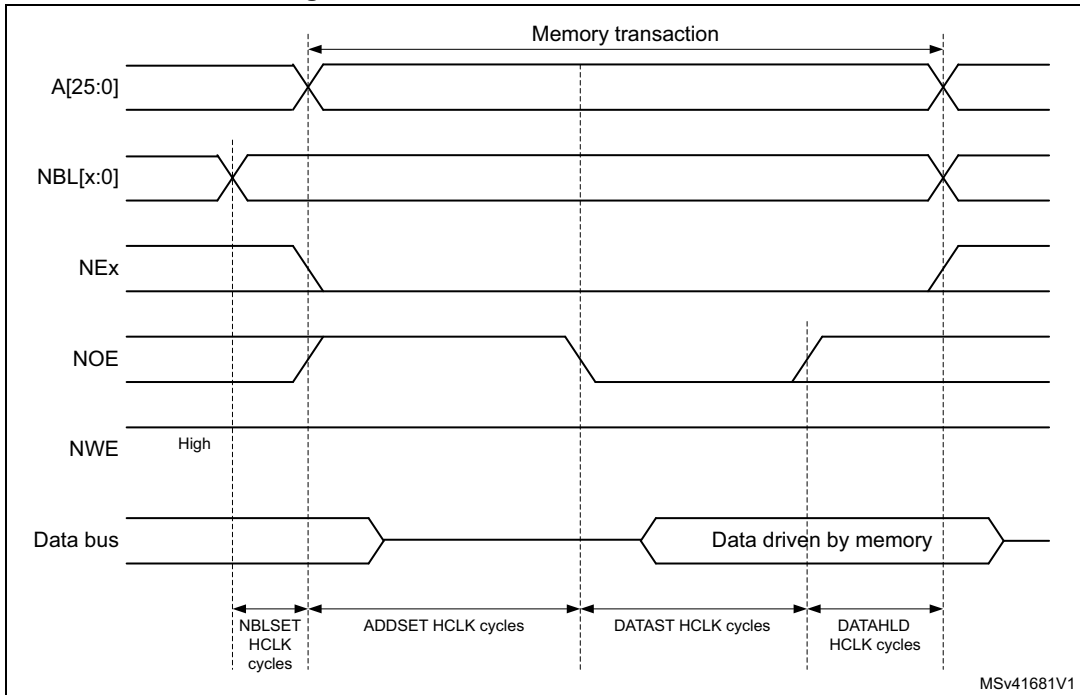 Memory transaction
A[25:0]
NBL[x:0]
NEx
NOE
NWE High
Data bus Data driven by memory
NBLSET
HCLK
cycles
ADDSET HCLK cycles
DATAST HCLK cycles
DATAHLD
HCLK cycles
MSv41681V1